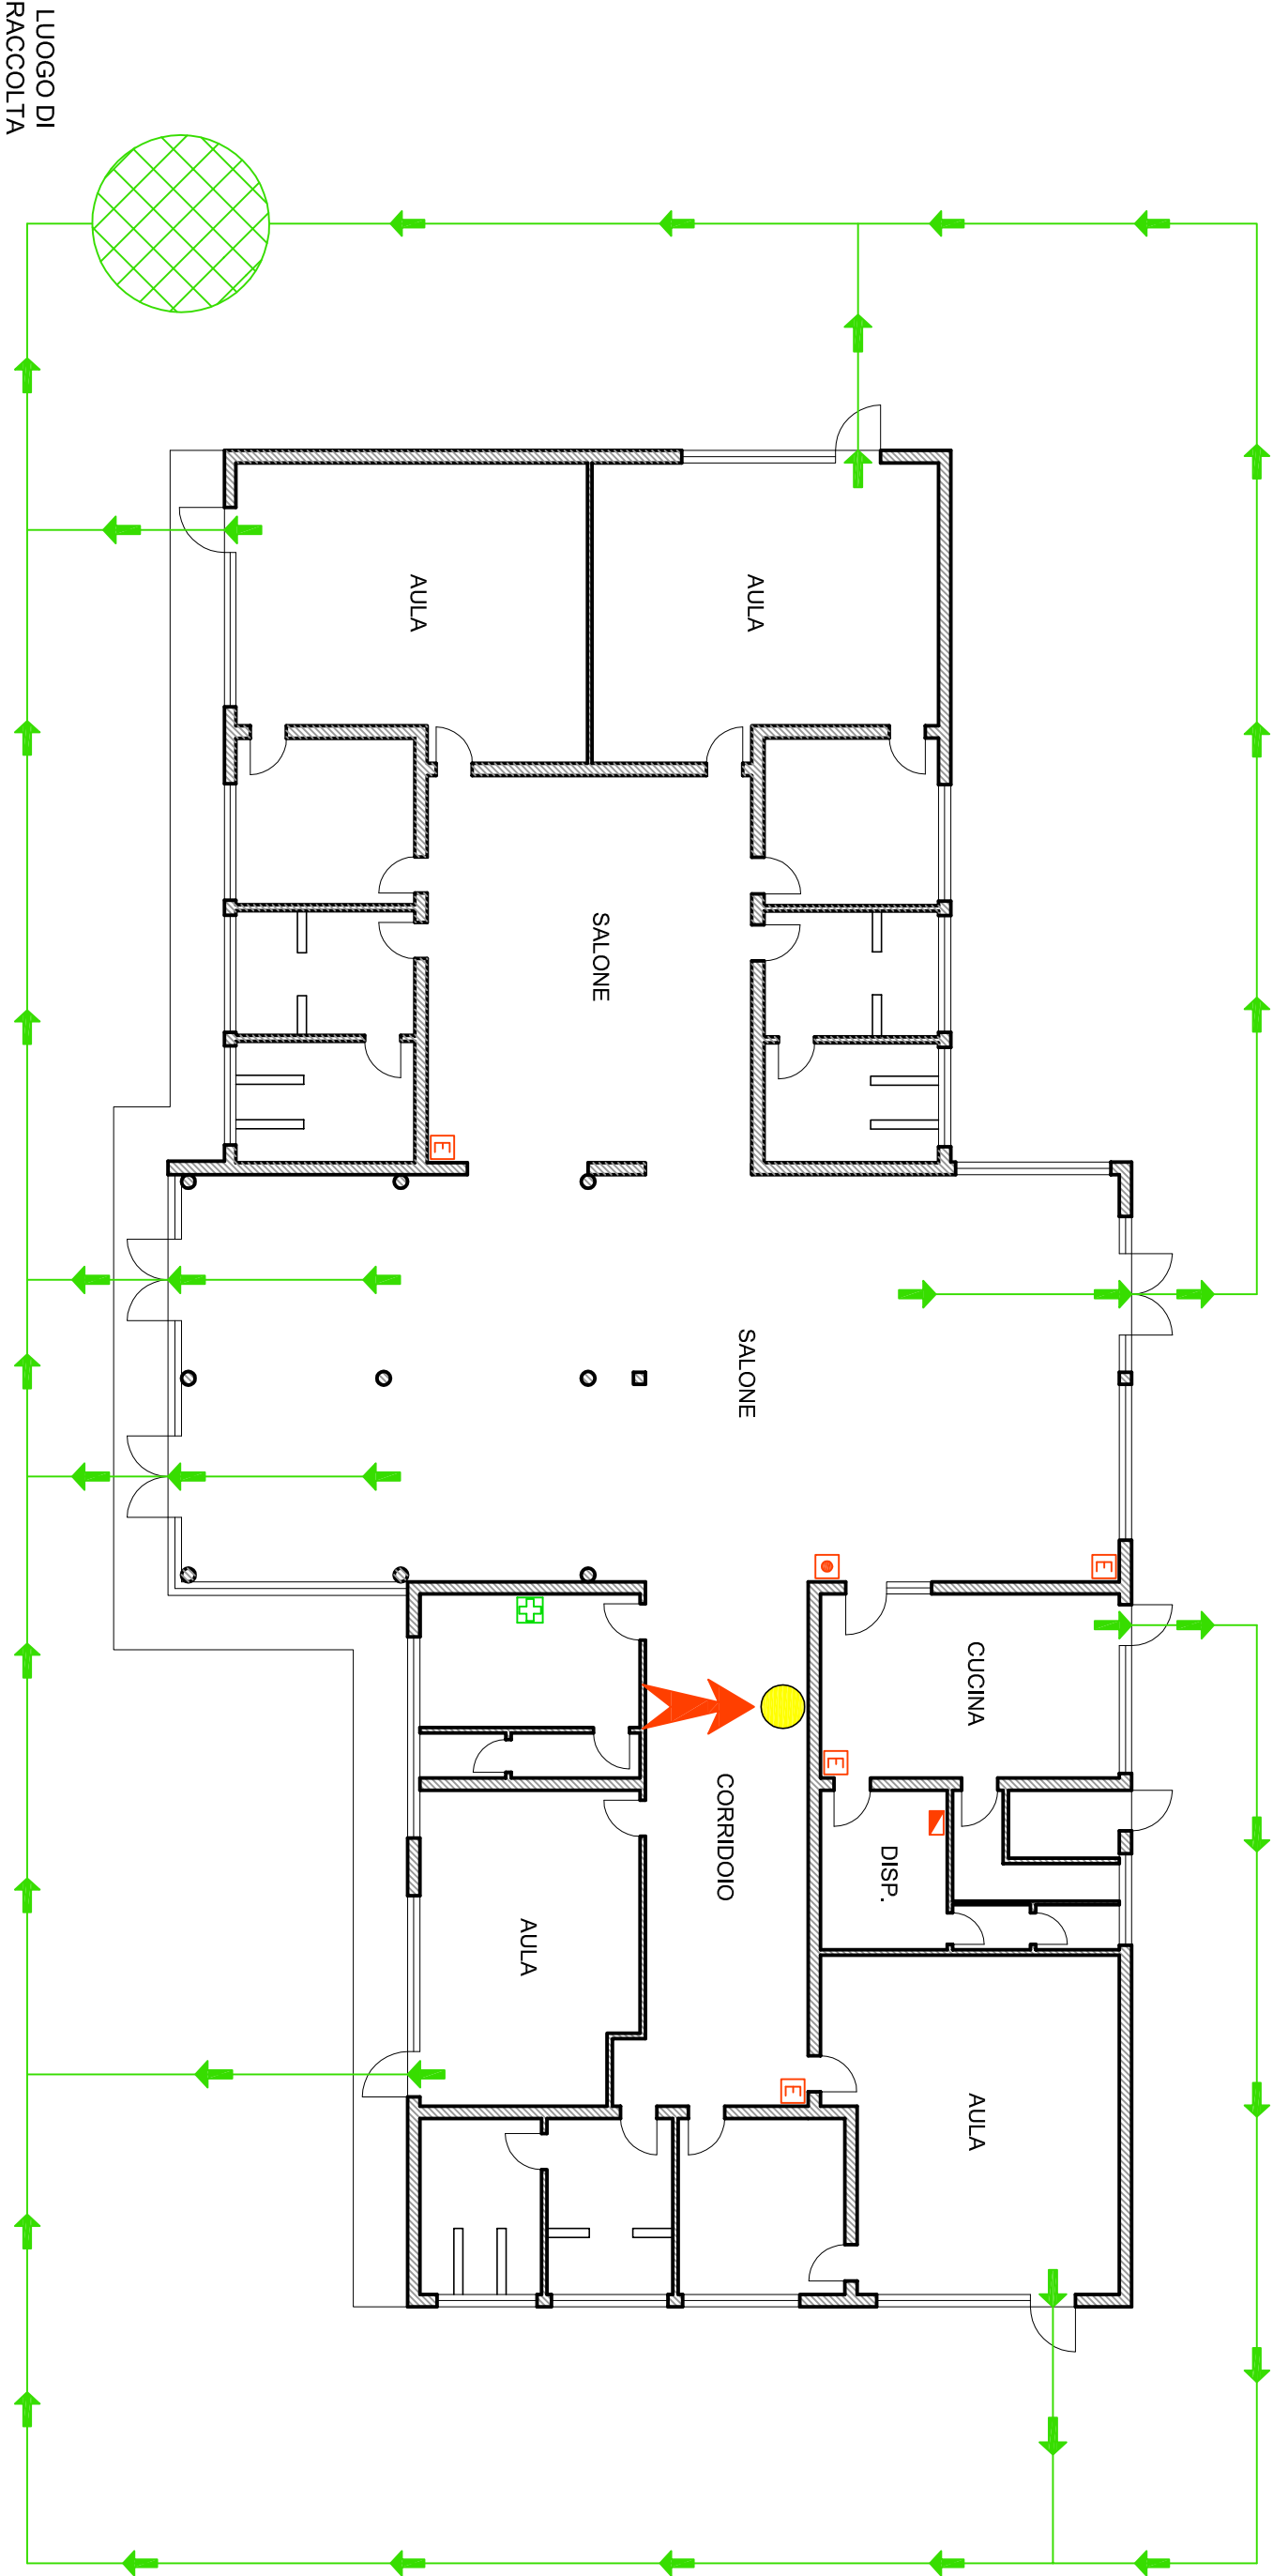 LUOGO DI
RACCOLTA
AULA
AULA
SALONE
E
SALONE
E
CUCINA
E
CORRIDOIO
DISP.
AULA
E
AULA